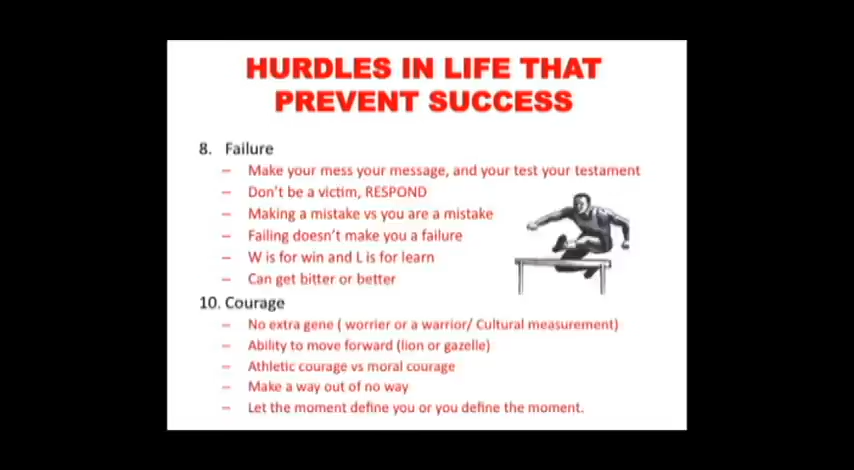 HURDLES IN LIFE THAT
PREVENT SUCCESS
8. Failure
– Make your mess your message, and your test your testament
– Don't be a victim, RESPOND
– Making a mistake vs you are a mistake
– Failing doesn't make you a failure
– W is for win and L is for learn
– Can get bitter or better
10. Courage
– No extra gene ( worrier or a warrior/ Cultural measurement)
– Ability to move forward (lion or gazelle)
– Athletic courage vs moral courage
– Make a way out of no way
– Let the moment define you or you define the moment.